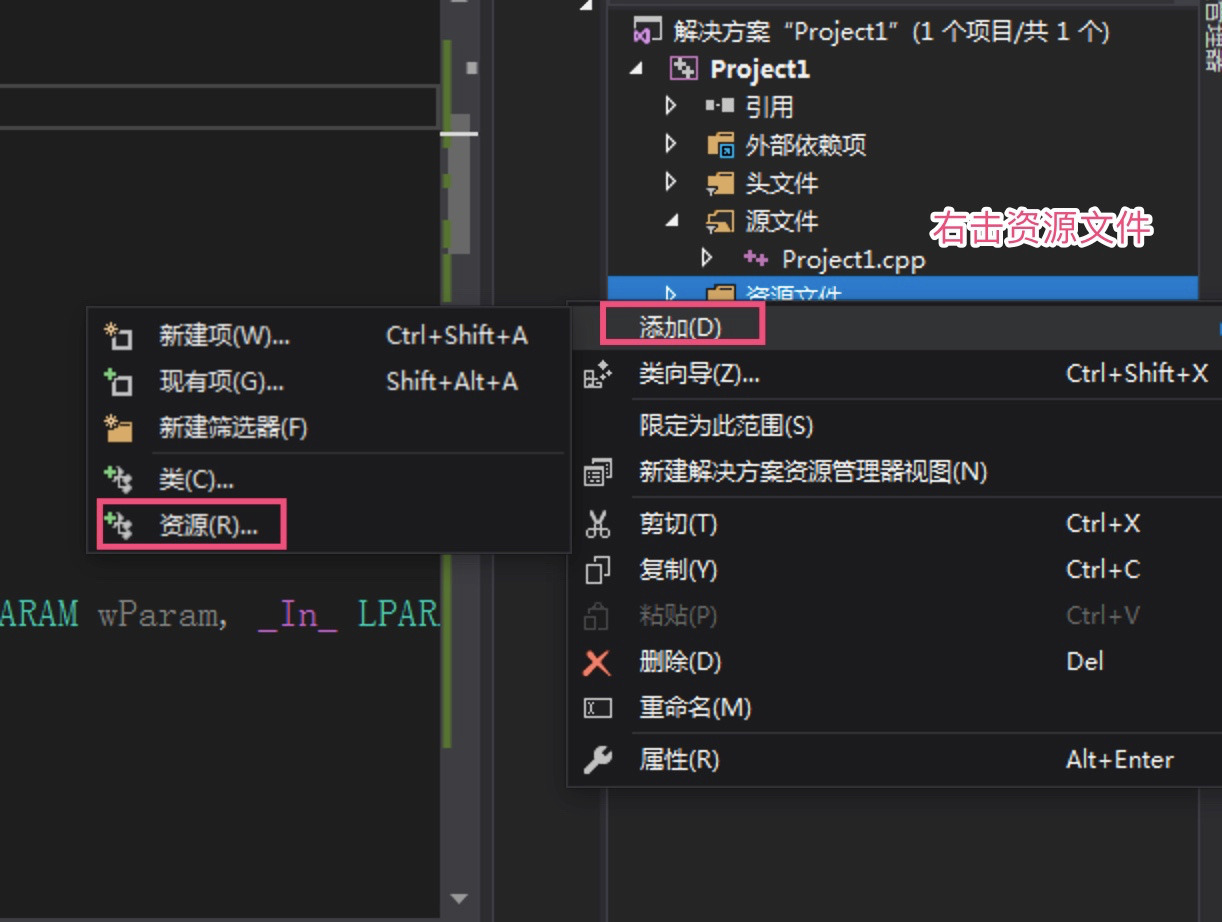 解决方案“Project1”(1 个项目/共 1 个)
Project1
引用
外部依赖项
头文件
源文件
Project1.cpp
资源文件
右击资源文件
管理器
添加(D)
类向导(Z)... Ctrl+Shift+X
限定为此范围(S)
新建解决方案资源管理器视图(N)
剪切(T) Ctrl+X
复制(Y) Ctrl+C
粘贴(P) Ctrl+V
删除(D) Del
重命名(M)
属性(R) Alt+Enter
新建项(W)... Ctrl+Shift+A
现有项(G)... Shift+Alt+A
新建筛选器(F)
类(C)...
资源(R)...
ARAM wParam, _In_ LPAR